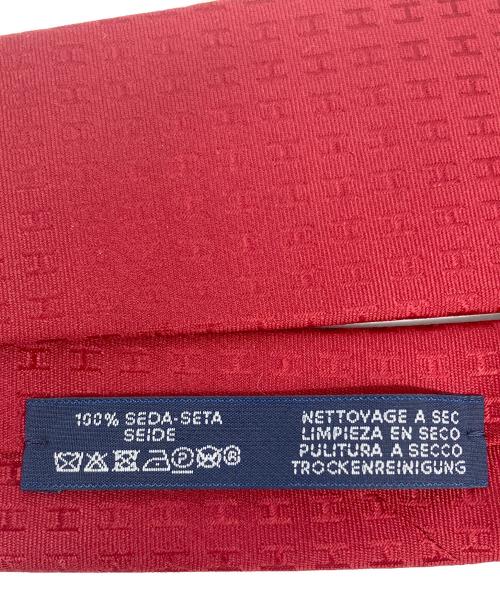 100% SEDA-SETA
SEIDE
P W ®
NETTOYAGE A SEC
LIMPIEZA EN SECO
PULITURA A SECCO
TROCKENREINIGUNG